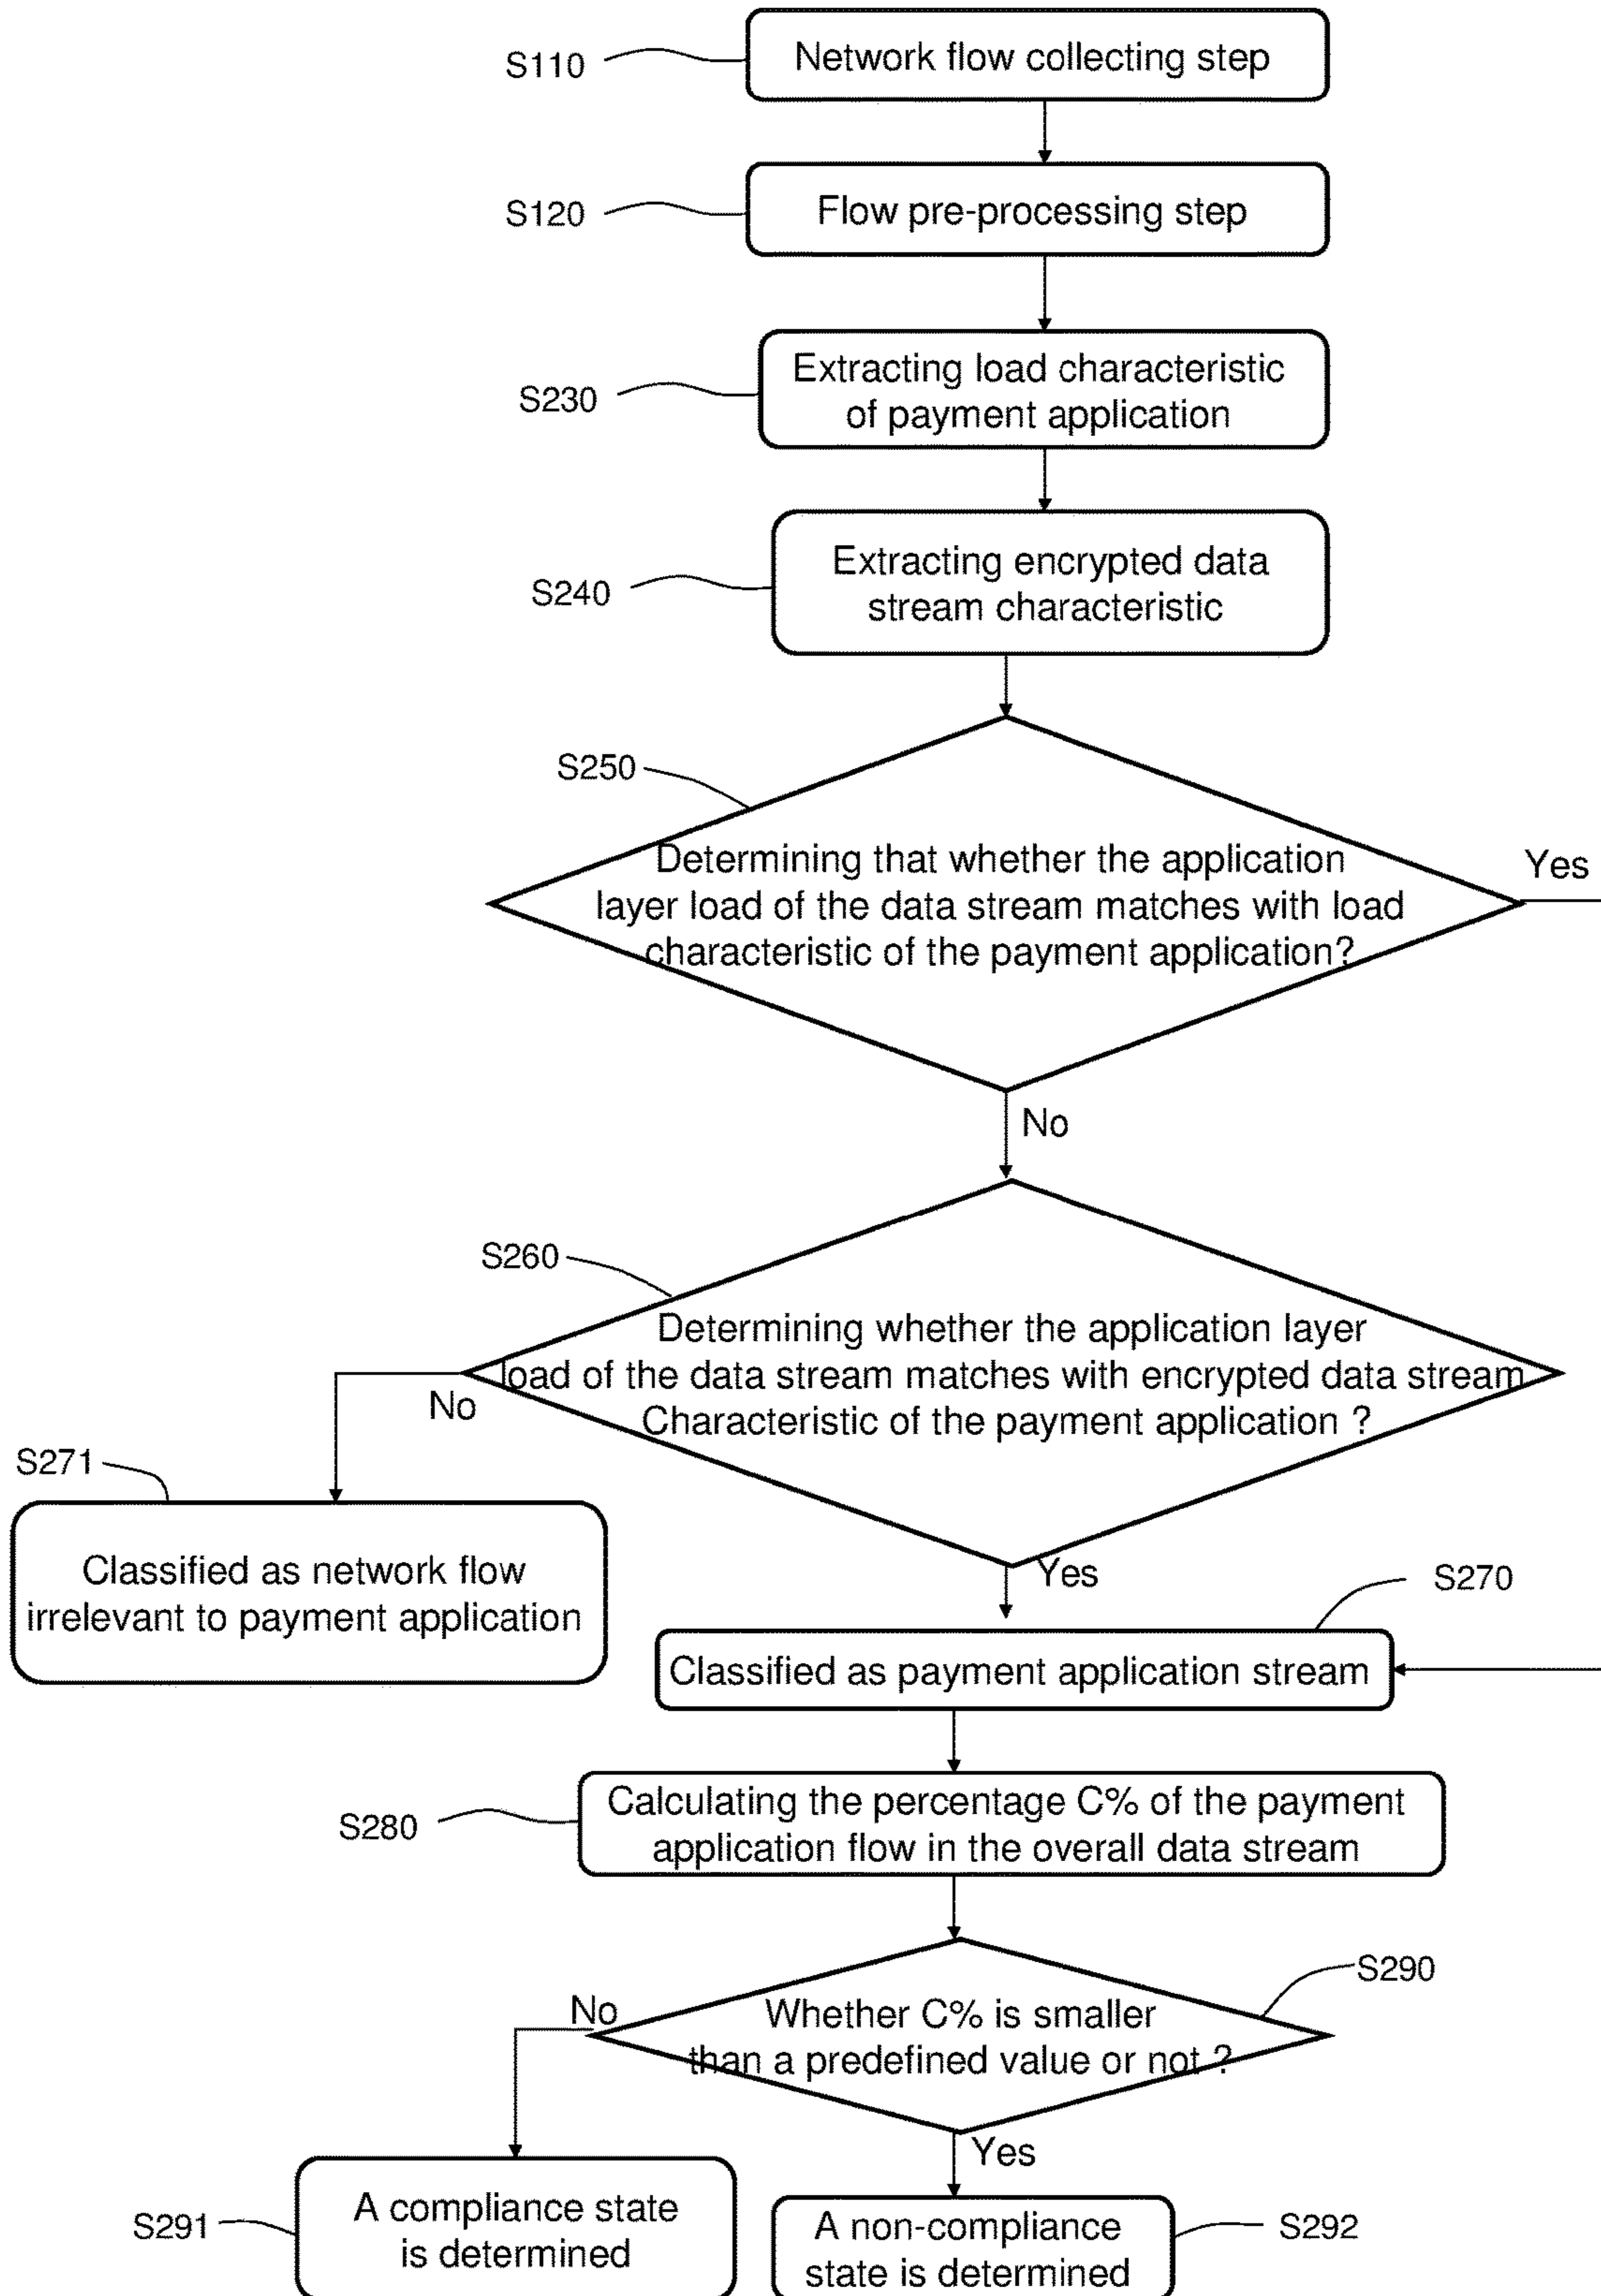 S110
Network flow collecting step
S120
Flow pre-processing step
S230
Extracting load characteristic
of payment application
S240
Extracting encrypted data
stream characteristic
S250
Determining that whether the application
layer load of the data stream matches with load
characteristic of the payment application?
Yes
No
S260
Determining whether the application layer
load of the data stream matches with encrypted data stream
Characteristic of the payment application ?
No
S271
Classified as network flow
irrelevant to payment application
Yes
S270
Classified as payment application stream
S280
Calculating the percentage C% of the payment
application flow in the overall data stream
S290
Whether C% is smaller
than a predefined value or not ?
No
Yes
S291
A compliance state
is determined
A non-compliance
state is determined
S292